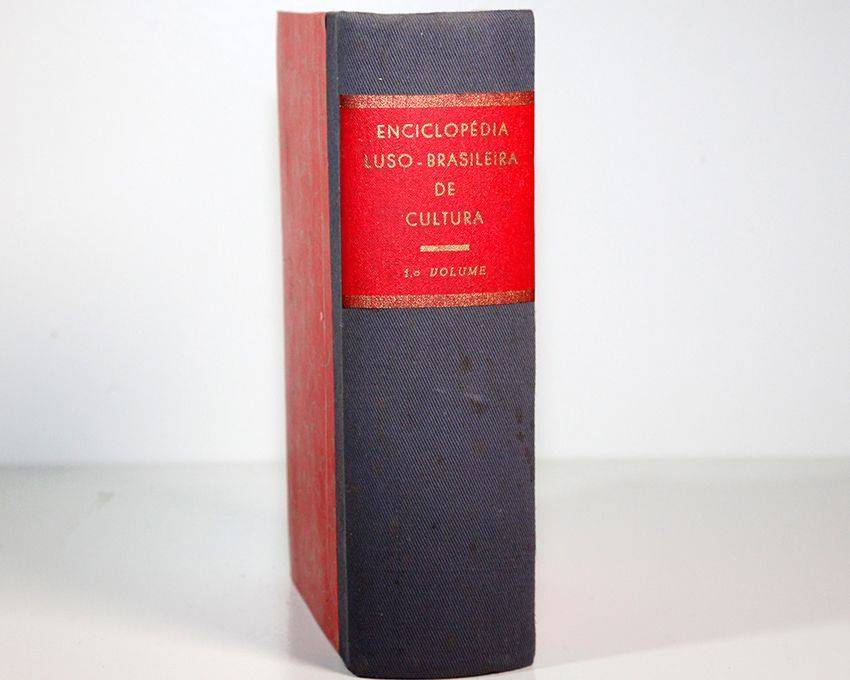 ENCICLOPÉDIA
LUSO-BRASILEIRA
DE
CULTURA
1.º VOLUME